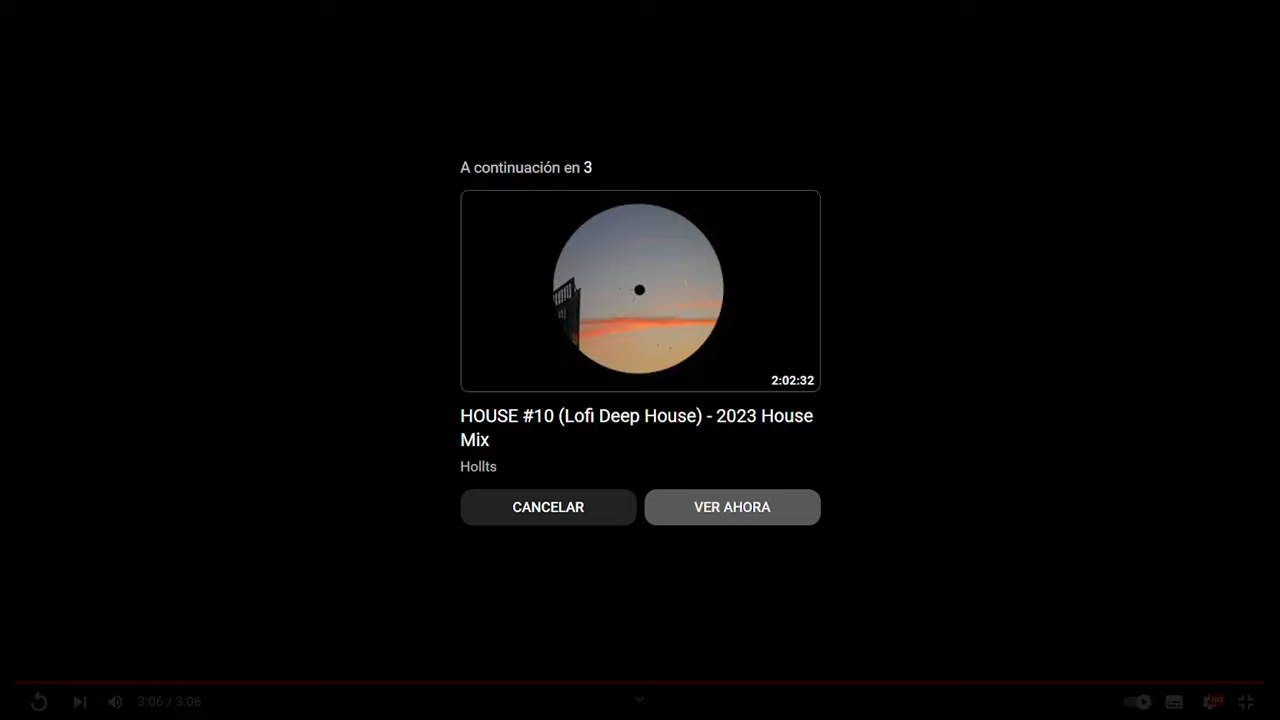 A continuación en 3
2:02:32
HOUSE #10 (Lofi Deep House) - 2023 House
Mix
Hollts
CANCELAR
VER AHORA
3:06 / 3:06
HD